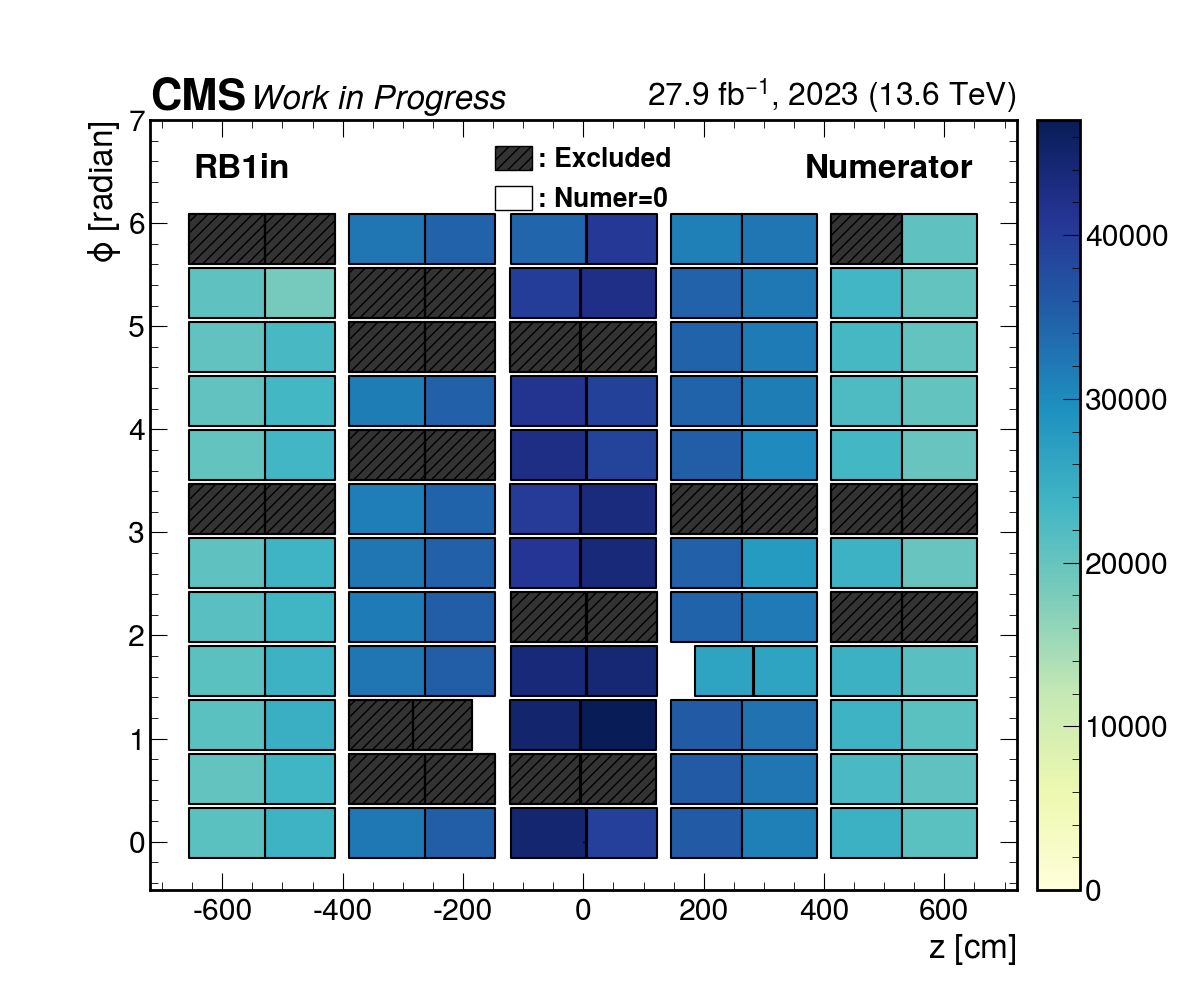 CMS Work in Progress 27.9 fb⁻¹, 2023 (13.6 TeV)
RB1in
: Excluded
: Numer=0
Numerator
ϕ [radian]
7
6
5
4
3
2
1
0
-600 -400 -200 0 200 400 600
z [cm]
40000
30000
20000
10000
0